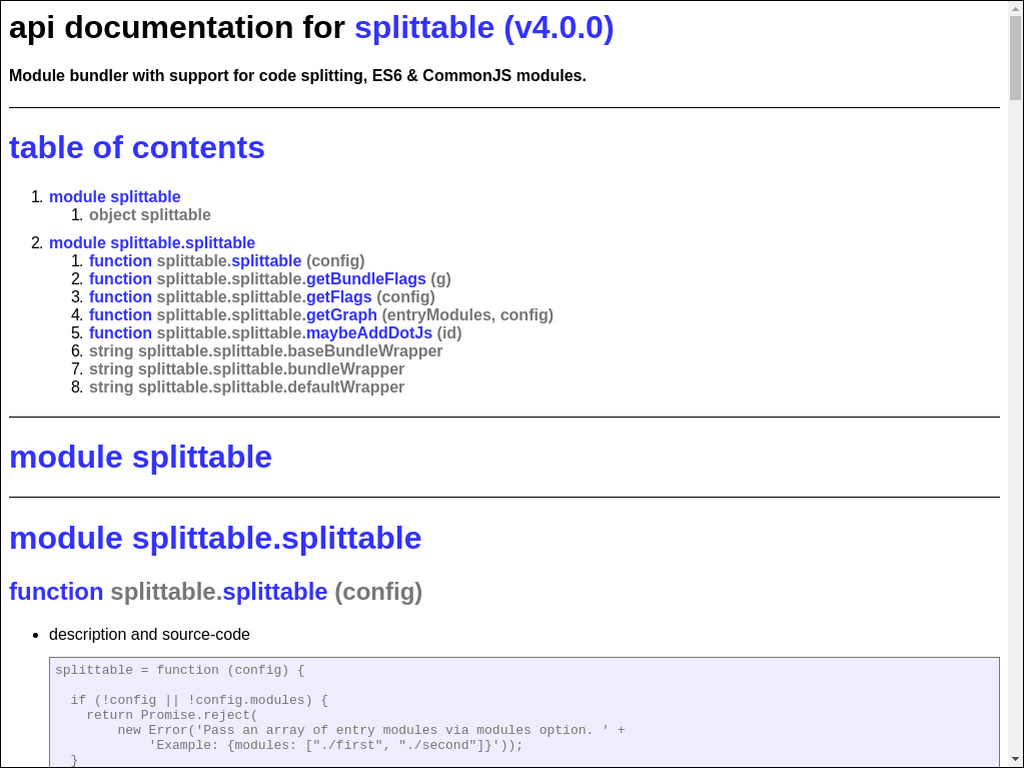 api documentation for splittable (v4.0.0)
Module bundler with support for code splitting, ES6 & CommonJS modules.
table of contents
1. module splittable
1. object splittable
2. module splittable.splittable
1. function splittable.splittable (config)
2. function splittable.splittable.getBundleFlags (g)
3. function splittable.splittable.getFlags (config)
4. function splittable.splittable.getGraph (entryModules, config)
5. function splittable.splittable.maybeAddDotJs (id)
6. string splittable.splittable.baseBundleWrapper
7. string splittable.splittable.bundleWrapper
8. string splittable.splittable.defaultWrapper
module splittable
module splittable.splittable
function splittable.splittable (config)
• description and source-code
splittable = function (config) {
  if (!config || !config.modules) {
    return Promise.reject(
        new Error('Pass an array of entry modules via modules option. ' +
            'Example: {modules: ["./first", "./second"]}'));
  }